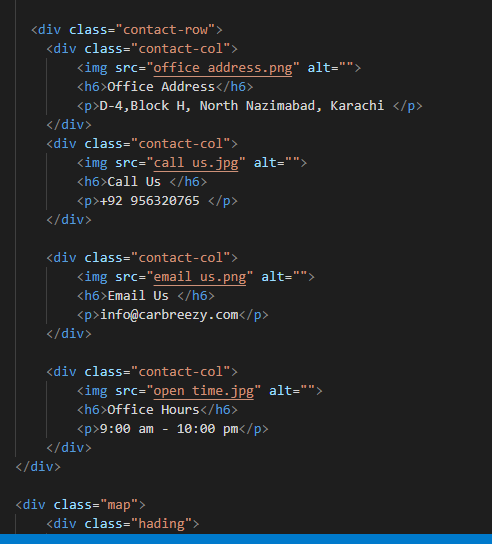 <div class="contact-row">
<div class="contact-col">
<img src="office address.png" alt="">
<h6>Office Address</h6>
<p>D-4,Block H, North Nazimabad, Karachi </p>
</div>
<div class="contact-col">
<img src="call us.jpg" alt="">
<h6>Call Us </h6>
<p>+92 956320765 </p>
</div>
<div class="contact-col">
<img src="email us.png" alt="">
<h6>Email Us </h6>
<p>info@carbreezy.com</p>
</div>
<div class="contact-col">
<img src="open time.jpg" alt="">
<h6>Office Hours</h6>
<p>9:00 am - 10:00 pm</p>
</div>
</div>
<div class="map">
<div class="hading">